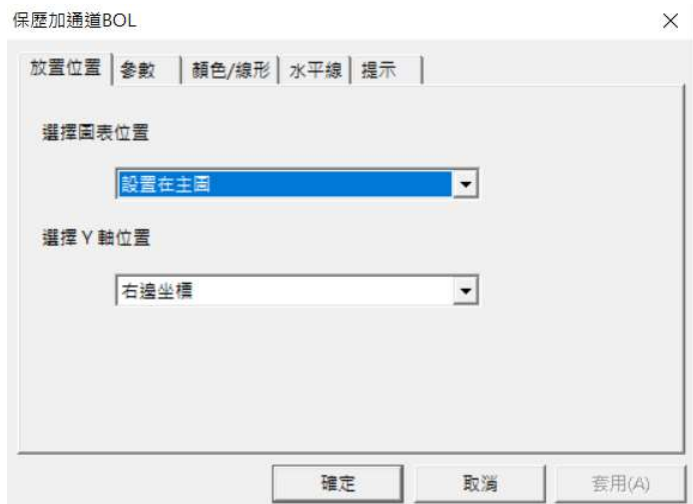 保歷加通道BOL
放置位置 參數 顏色/線形 水平線 提示
選擇圖表位置
設置在主圖
選擇 Y 軸位置
右邊坐標
確定 取消 套用(A)